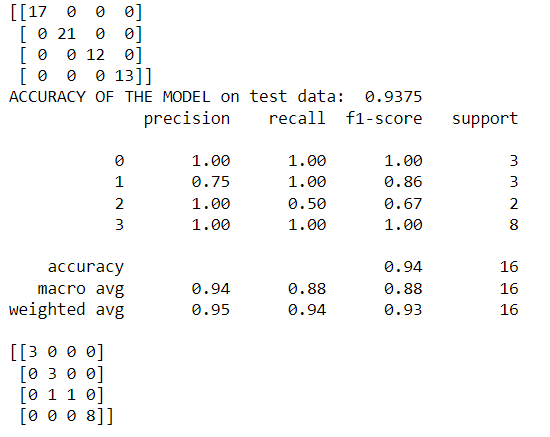 [[17  0  0  0]
 [ 0 21  0  0]
 [ 0  0 12  0]
 [ 0  0  0 13]]
ACCURACY OF THE MODEL on test data:  0.9375
              precision    recall  f1-score   support

           0       1.00      1.00      1.00         3
           1       0.75      1.00      0.86         3
           2       1.00      0.50      0.67         2
           3       1.00      1.00      1.00         8

    accuracy                           0.94        16
   macro avg       0.94      0.88      0.88        16
weighted avg       0.95      0.94      0.93        16

[[3 0 0 0]
 [0 3 0 0]
 [0 1 1 0]
 [0 0 0 8]]